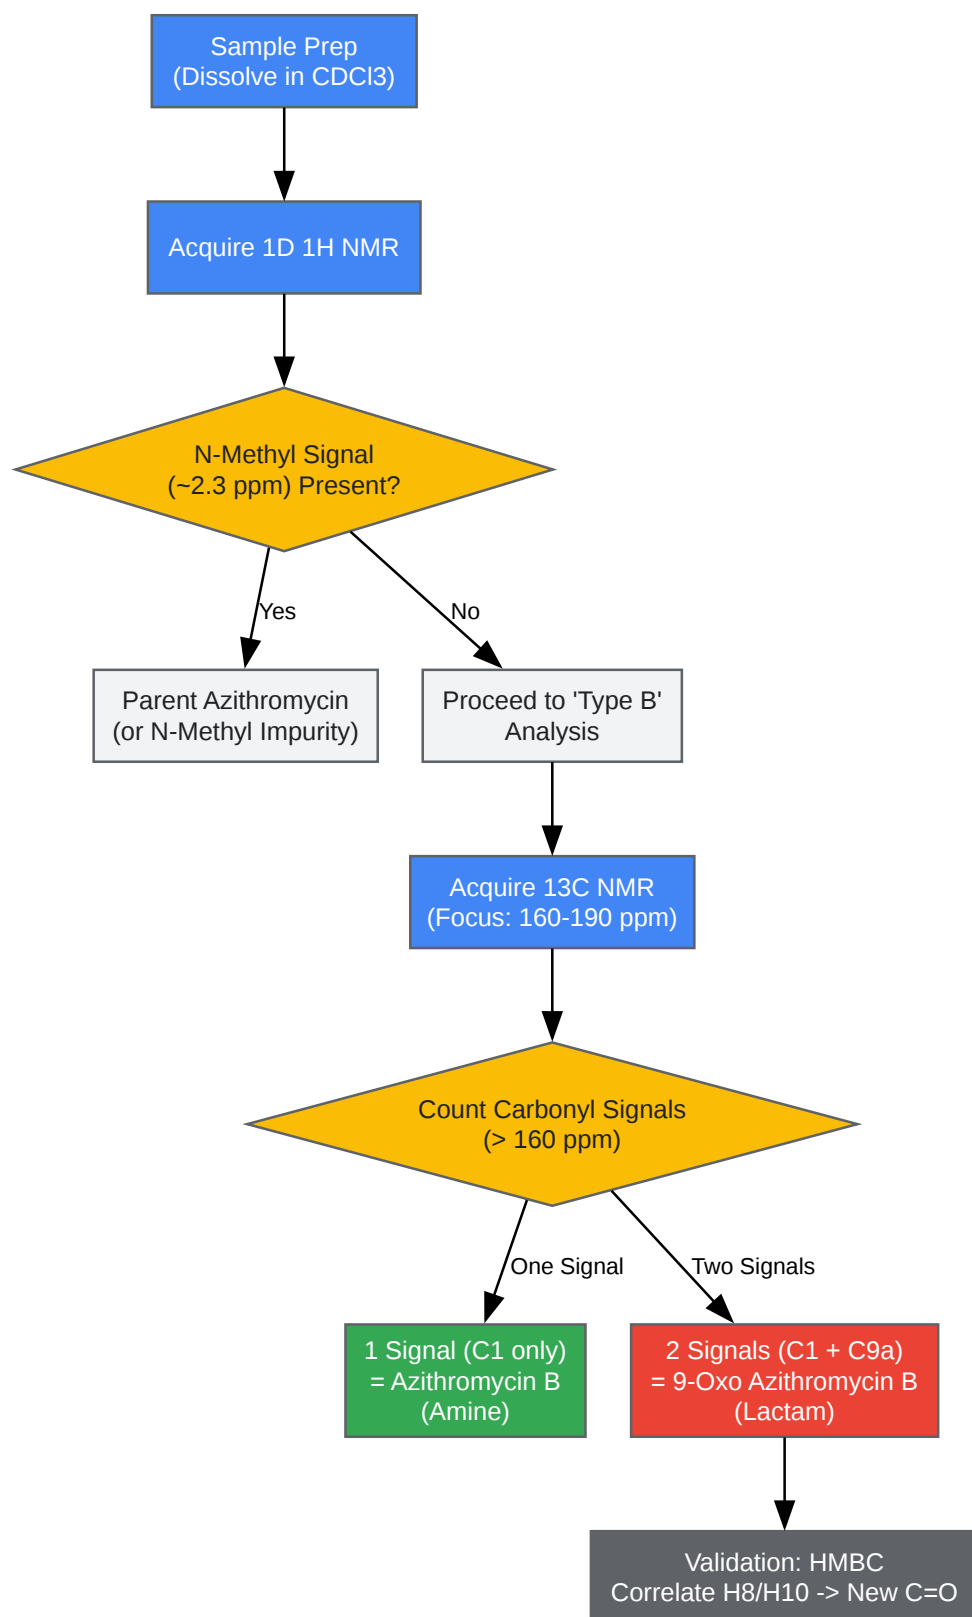 Sample Prep
(Dissolve in CDCl3)
Acquire 1D 1H NMR
N-Methyl Signal
(~2.3 ppm) Present?
Yes
No
Parent Azithromycin
(or N-Methyl Impurity)
Proceed to 'Type B'
Analysis
Acquire 13C NMR
(Focus: 160-190 ppm)
Count Carbonyl Signals
(> 160 ppm)
One Signal
Two Signals
1 Signal (C1 only)
= Azithromycin B
(Amine)
2 Signals (C1 + C9a)
= 9-Oxo Azithromycin B
(Lactam)
Validation: HMBC
Correlate H8/H10 -> New C=O